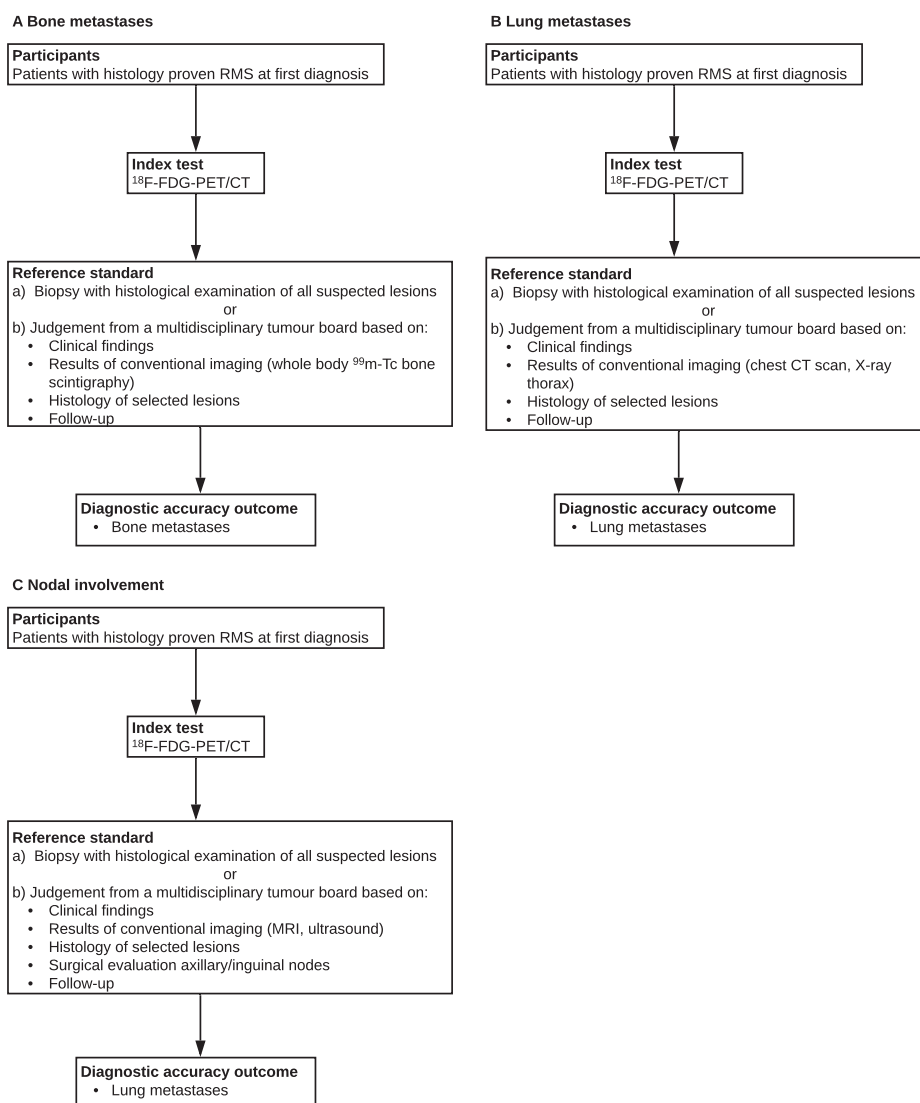 A Bone metastases
Participants
Patients with histology proven RMS at first diagnosis
Index test
¹⁸F-FDG-PET/CT
Reference standard
a) Biopsy with histological examination of all suspected lesions
or
b) Judgement from a multidisciplinary tumour board based on:
• Clinical findings
• Results of conventional imaging (whole body ⁹⁹m-Tc bone
scintigraphy)
• Histology of selected lesions
• Follow-up
Diagnostic accuracy outcome
• Bone metastases
B Lung metastases
Participants
Patients with histology proven RMS at first diagnosis
Index test
¹⁸F-FDG-PET/CT
Reference standard
a) Biopsy with histological examination of all suspected lesions
or
b) Judgement from a multidisciplinary tumour board based on:
• Clinical findings
• Results of conventional imaging (chest CT scan, X-ray
thorax)
• Histology of selected lesions
• Follow-up
Diagnostic accuracy outcome
• Lung metastases
C Nodal involvement
Participants
Patients with histology proven RMS at first diagnosis
Index test
¹⁸F-FDG-PET/CT
Reference standard
a) Biopsy with histological examination of all suspected lesions
or
b) Judgement from a multidisciplinary tumour board based on:
• Clinical findings
• Results of conventional imaging (MRI, ultrasound)
• Histology of selected lesions
• Surgical evaluation axillary/inguinal nodes
• Follow-up
Diagnostic accuracy outcome
• Lung metastases